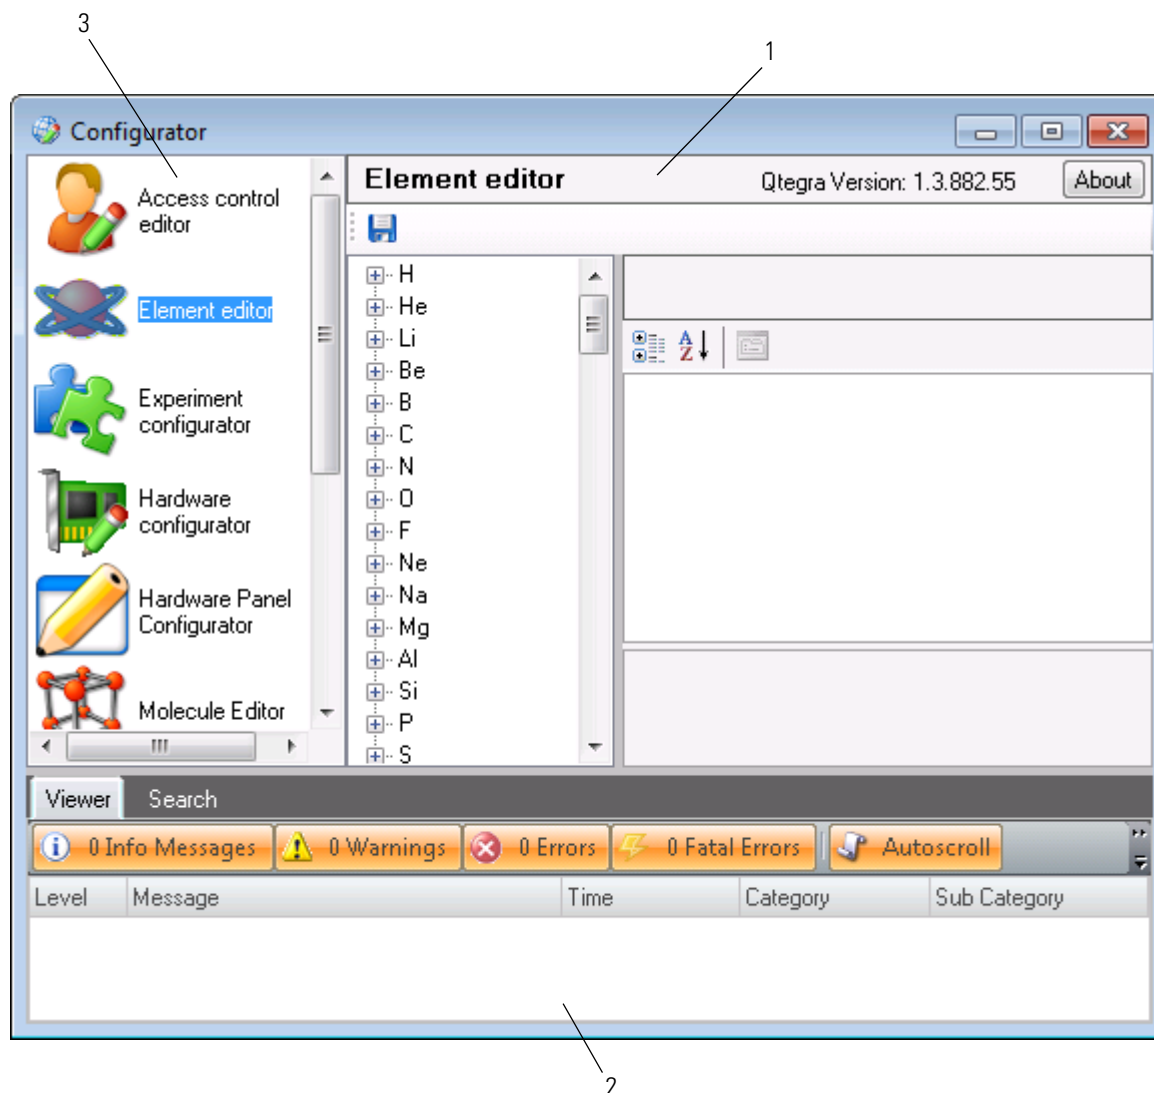 3
1
Configurator
Access control
editor
Element editor
Experiment
configurator
Hardware
configurator
Hardware Panel
Configurator
Molecule Editor
Element editor
Qtegra Version: 1.3.882.55
About
H
He
Li
Be
B
C
N
O
F
Ne
Na
Mg
Al
Si
P
S
Viewer Search
0 Info Messages 0 Warnings 0 Errors 0 Fatal Errors Autoscroll
Level Message Time Category Sub Category
2